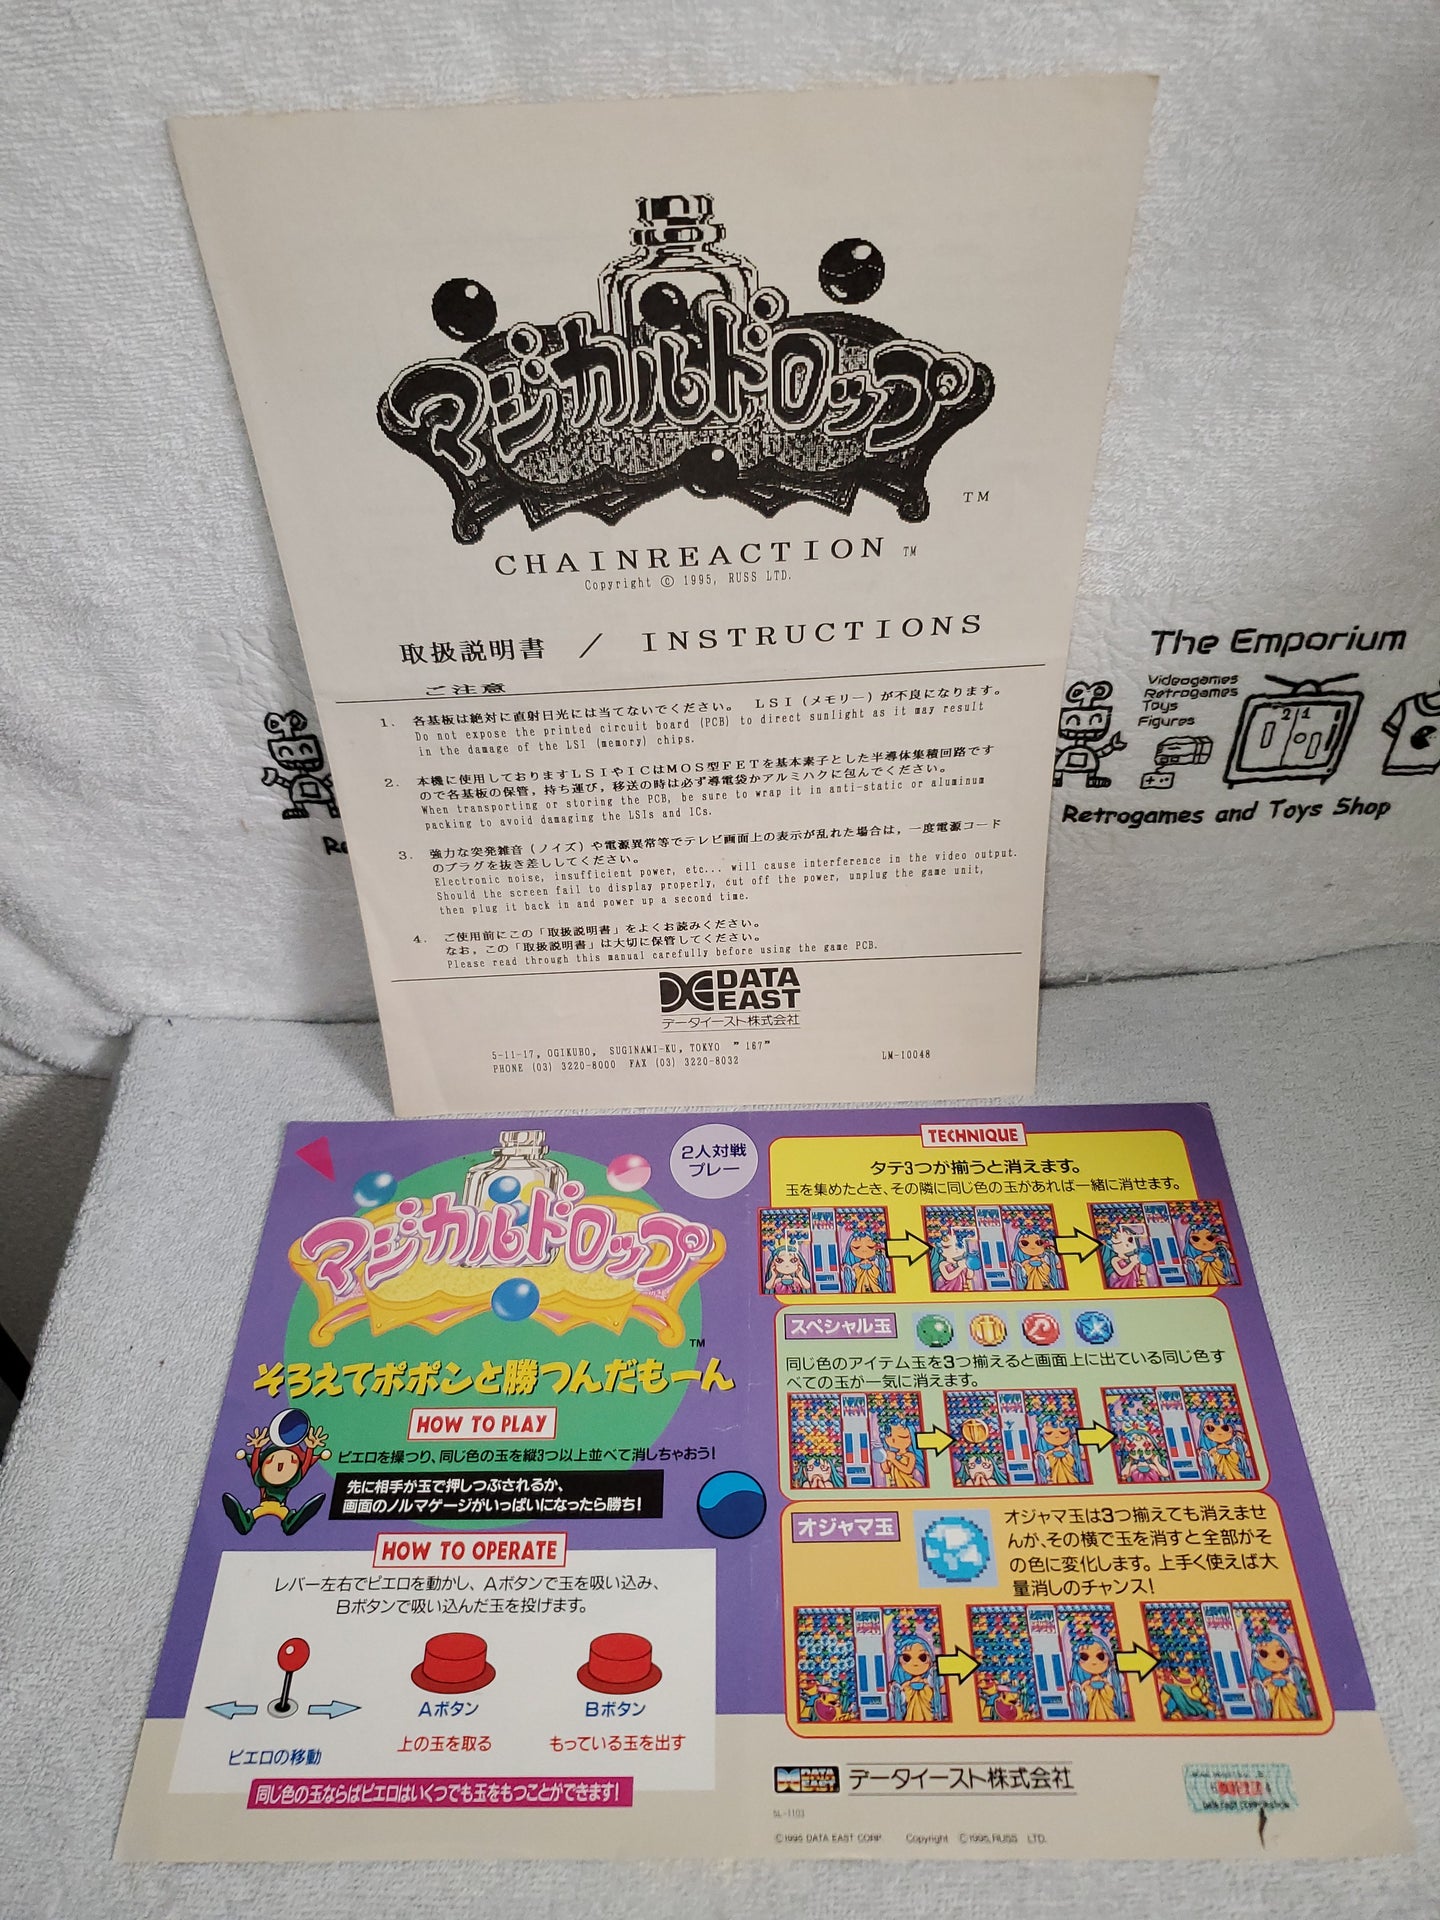 マジカルドロップ
TM
CHAINREACTION TM
Copyright © 1995, RUSS LTD.
取扱説明書 / INSTRUCTIONS
ご注意
1. 各基板は絶対に直射日光には当てないでください。 LSI(メモリー)が不良になります。
Do not expose the printed circuit board (PCB) to direct sunlight as it may result
in the damage of the LSI (memory) chips.
2. 本機に使用しておりますLSIやICはMOS型FETを基本素子とした半導体集積回路です
ので各基板の保管，持ち運び，移送の時は必ず導電袋かアルミハクに包んでください。
When transporting or storing the PCB, be sure to wrap it in anti-static or aluminum
packing to avoid damaging the LSIs and ICs.
3. 強力な突発雑音(ノイズ)や電源異常等でテレビ画面上の表示が乱れた場合は，一度電源コード
のプラグを抜き差ししてください。
Electronic noise, insufficient power, etc... will cause interference in the video output.
Should the screen fail to display properly, cut off the power, unplug the game unit,
then plug it back in and power up a second time.
4. ご使用前にこの「取扱説明書」をよくお読みください。
なお，この「取扱説明書」は大切に保管してください。
Please read through this manual carefully before using the game PCB.
DATA
EAST
データイースト株式会社
5-11-17, OGIKUBO, SUGINAMI-KU, TOKYO "167"
PHONE (03) 3220-8000 FAX (03) 3220-8032
LM-10048
The Emporium
Videogames
Retrogames
Toys
Figures
2 1
Retrogames and Toys Shop
Re
2人対戦
プレー
マジカルドロップ
TM
そろえてポポポンと勝つんだもーん
HOW TO PLAY
ピエロを操つり、同じ色の玉を縦3つ以上並べて消しちゃおう！
先に相手が玉で押しつぶされるか、
画面のノルマゲージがいっぱいになったら勝ち！
HOW TO OPERATE
レバー左右でピエロを動かし、Aボタンで玉を吸い込み、
Bボタンで吸い込んだ玉を投げます。
Aボタン
Bボタン
ピエロの移動
上の玉を取る
もっている玉を出す
同じ色の玉ならばピエロはいくつでも玉をもつことができます！
TECHNIQUE
タテ3つが揃うと消えます。
玉を集めたとき、その隣に同じ色の玉があれば一緒に消せます。
スペシャル玉
同じ色のアイテム玉を3つ揃えると画面上に出ている同じ色す
べての玉が一気に消えます。
オジャマ玉
オジャマ玉は3つ揃えても消えませ
んが、その横で玉を消すと全部がそ
の色に変化します。上手く使えば大
量消しのチャンス！
DATA
EAST
データイースト株式会社
SL-1103
©1995 DATA EAST CORP. Copyright ©1995, RUSS LTD.